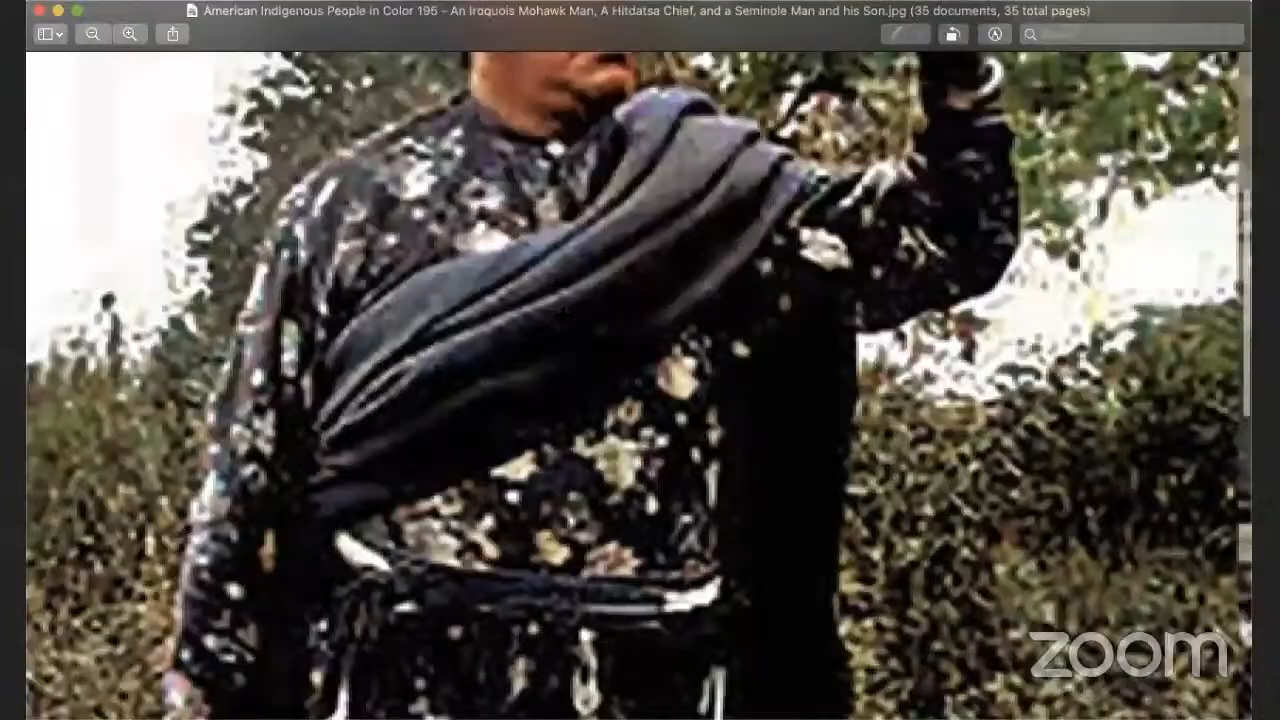 American Indigenous People in Color 195 - An Iroquois Mohawk Man, A Hitdatsa Chief, and a Seminole Man and his Son.jpg (35 documents, 35 total pages)
zoom